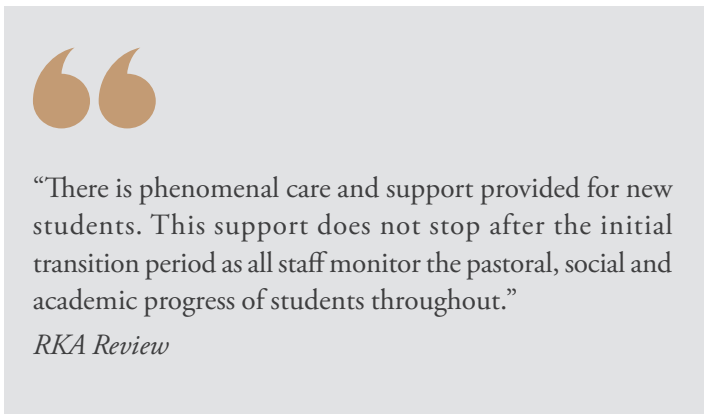 “There is phenomenal care and support provided for new
students. This support does not stop after the initial
transition period as all staff monitor the pastoral, social and
academic progress of students throughout.”
RKA Review